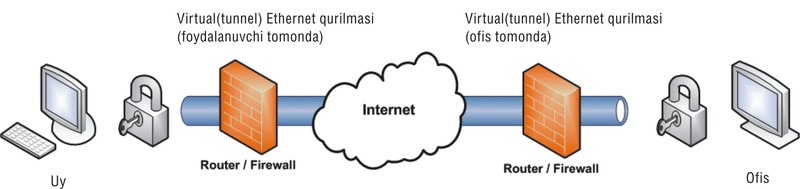 Virtual(tunnel) Ethernet qurilmasi
(foydalanuvchi tomonda)
Virtual(tunnel) Ethernet qurilmasi
(ofis tomonda)
Internet
Router / Firewall
Router / Firewall
Uy
Ofis